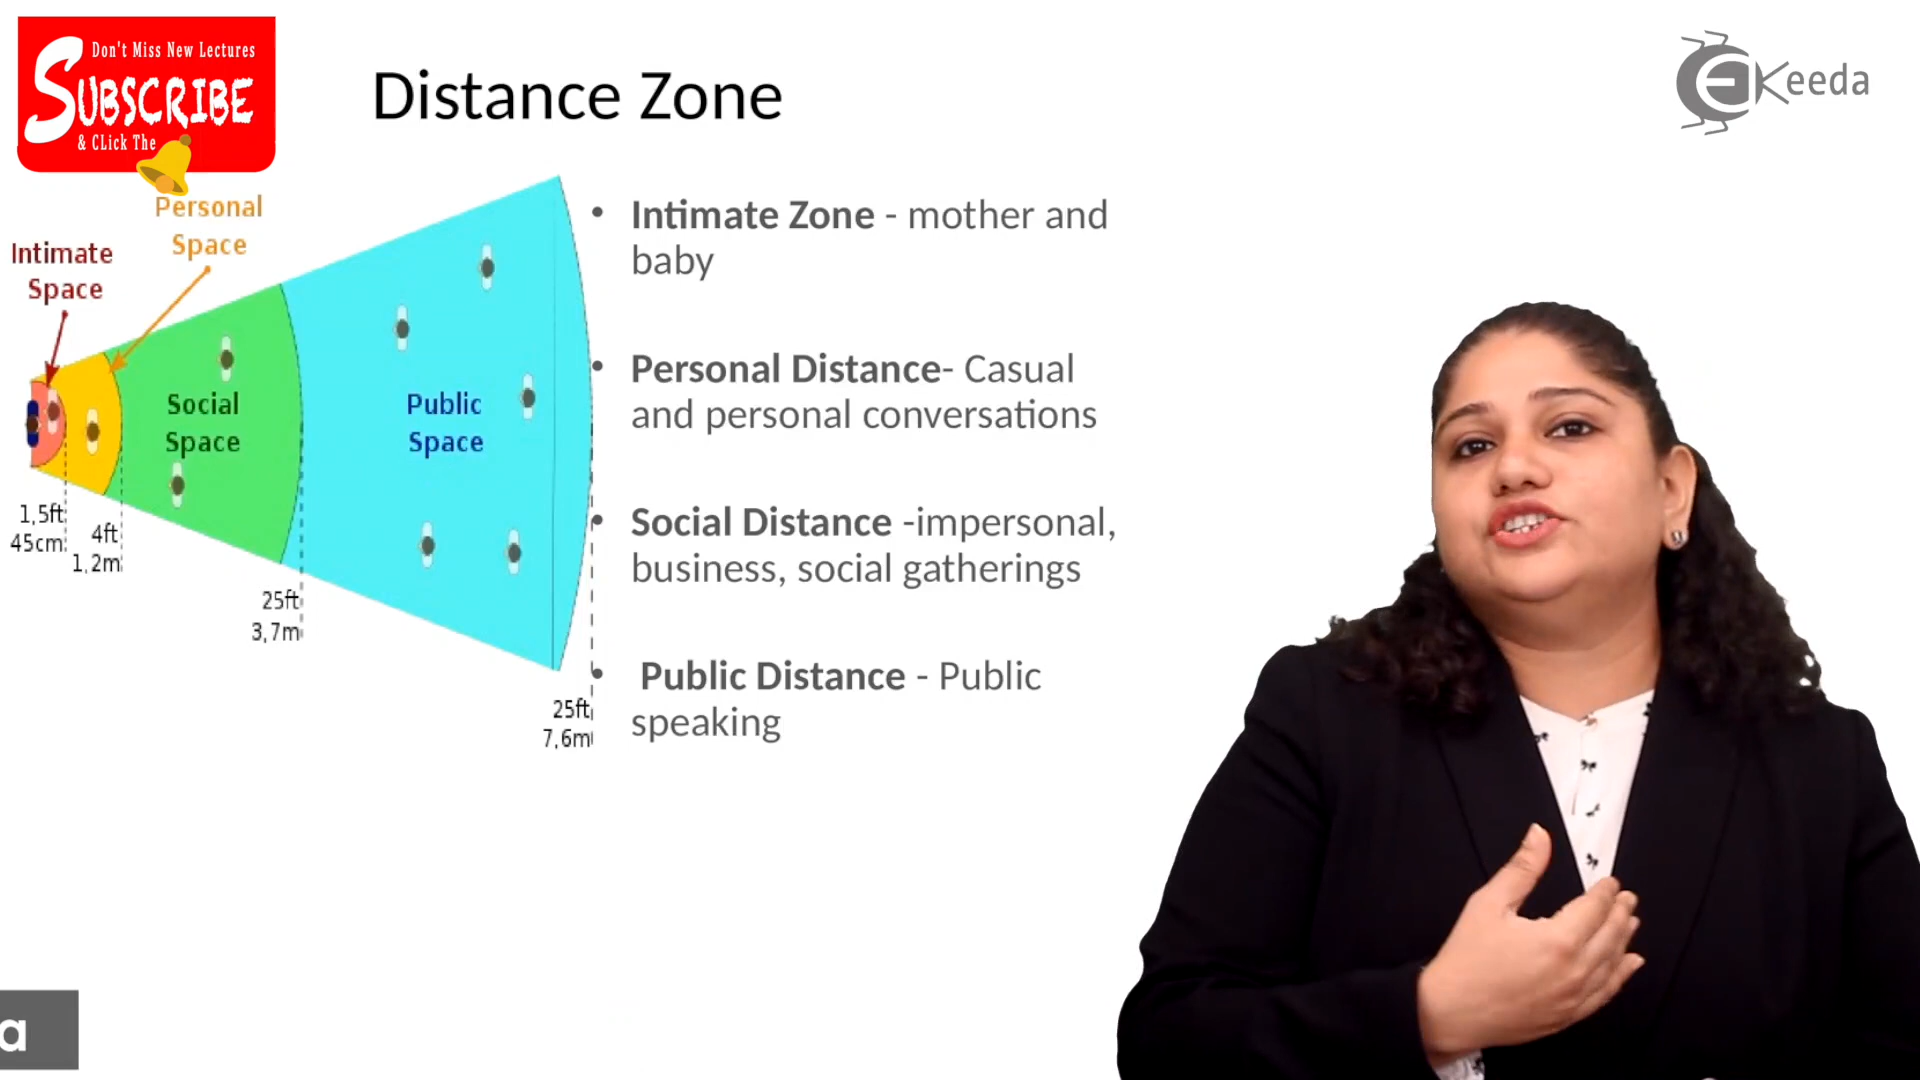 Don't Miss New Lectures
SUBSCRIBE
& CLick The
Distance Zone
Keeda
Personal
Space
Intimate
Space
Social
Space
Public
Space
1,5ft
45cm
4ft
1,2m
25ft
3,7m
25ft
7,6m
• Intimate Zone - mother and
baby
• Personal Distance- Casual
and personal conversations
• Social Distance -impersonal,
business, social gatherings
• Public Distance - Public
speaking
a